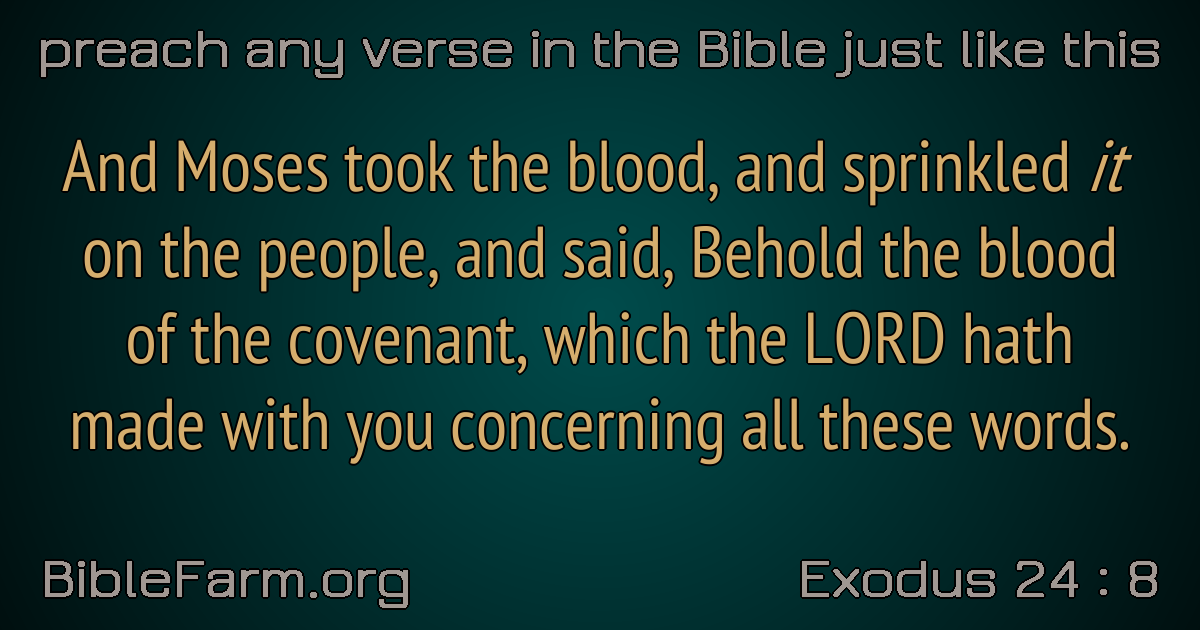 preach any verse in the Bible just like this
And Moses took the blood, and sprinkled it
on the people, and said, Behold the blood
of the covenant, which the LORD hath
made with you concerning all these words.
BibleFarm.org
Exodus 24 : 8